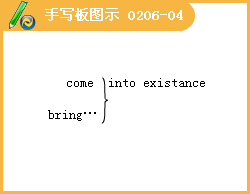 手写板图示 0206-04
come into existance
bring…